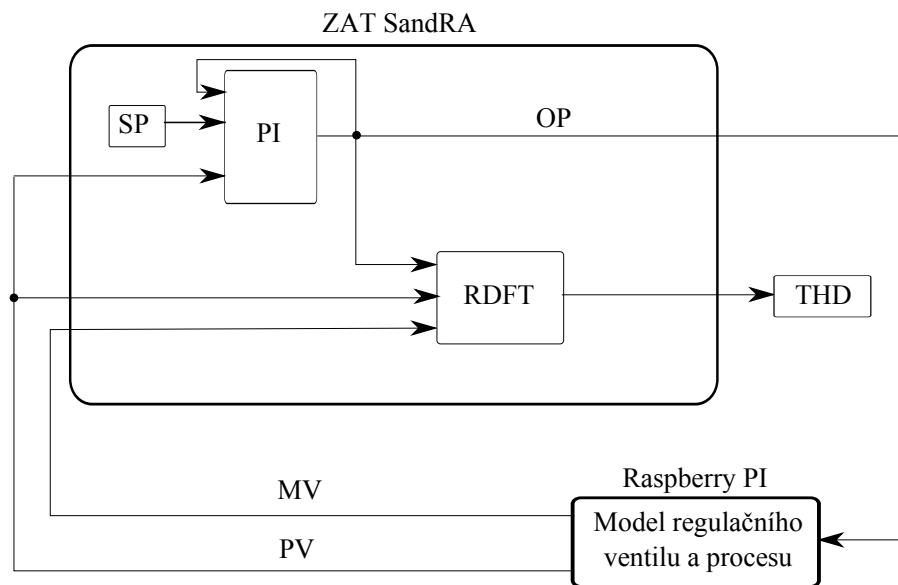 ZAT SandRA
SP
PI
OP
RDFT
THD
MV
Raspberry PI
PV
Model regulačního
ventilu a procesu